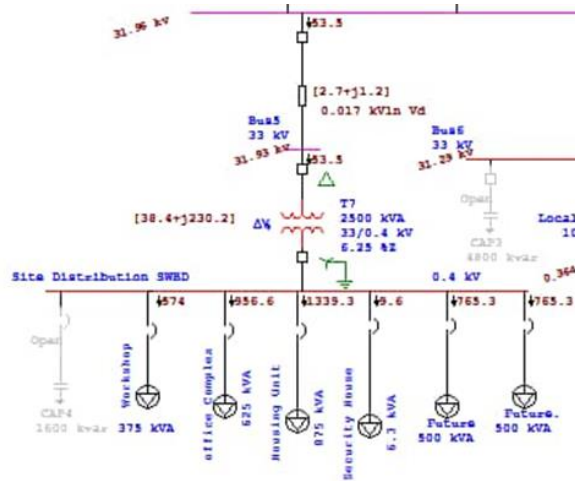 31.96 kV
53.5
[2.7+j1.2]
0.017 kVln Vd
Bus5
33 kV
31.93 kV
53.5
Bus6
33 kV
31.29 kV
Open
CAP3
4800 kvar
Local
10
[38.4+j230.2]
T7
2500 kVA
33/0.4 kV
6.25 %Z
Site Distribution SWBD
0.4 kV
0.364
574
956.6
1339.3
9.6
765.3
765.3
Open
CAP4
1600 kvar
Workshop
375 kVA
office Complex
625 kVA
Housing Unit
875 kVA
Security House
6.3 kVA
Future
500 kVA
Future.
500 kVA